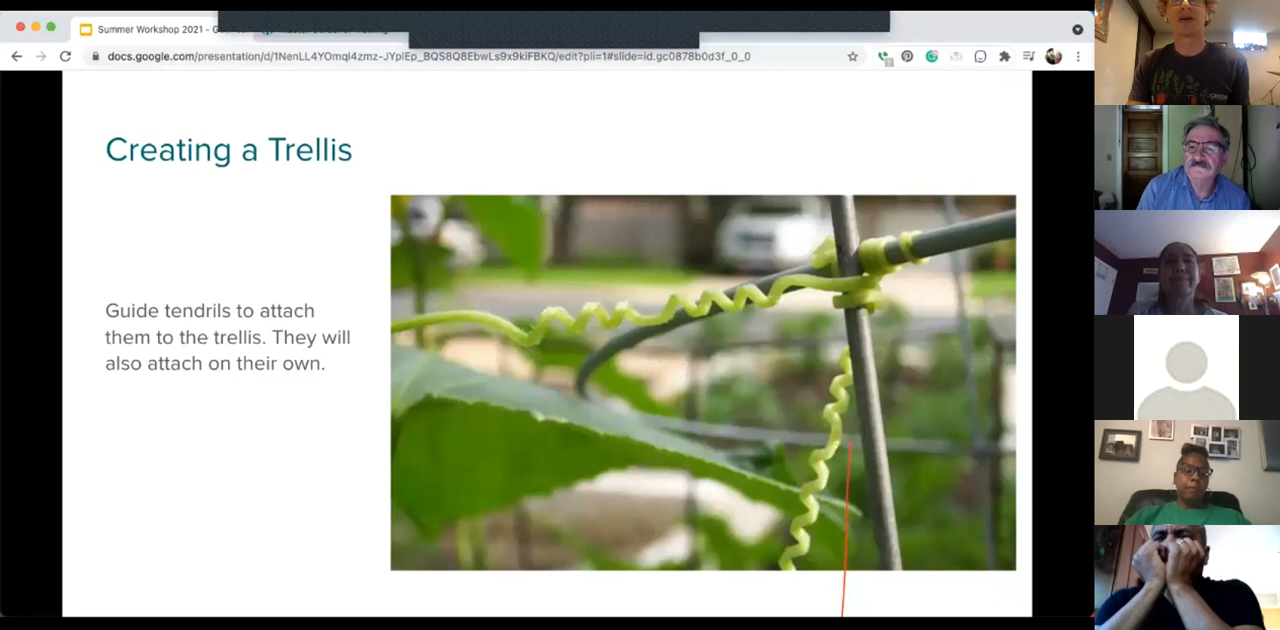 Summer Workshop 2021 - G
docs.google.com/presentation/d/1NenLL4YOmqI4zmz-JYplEp_BQS8Q8EbwLs9x9kiFBKQ/edit?pli=1#slide=id.gc0878b0d3f_0_0
Creating a Trellis
Guide tendrils to attach
them to the trellis. They will
also attach on their own.